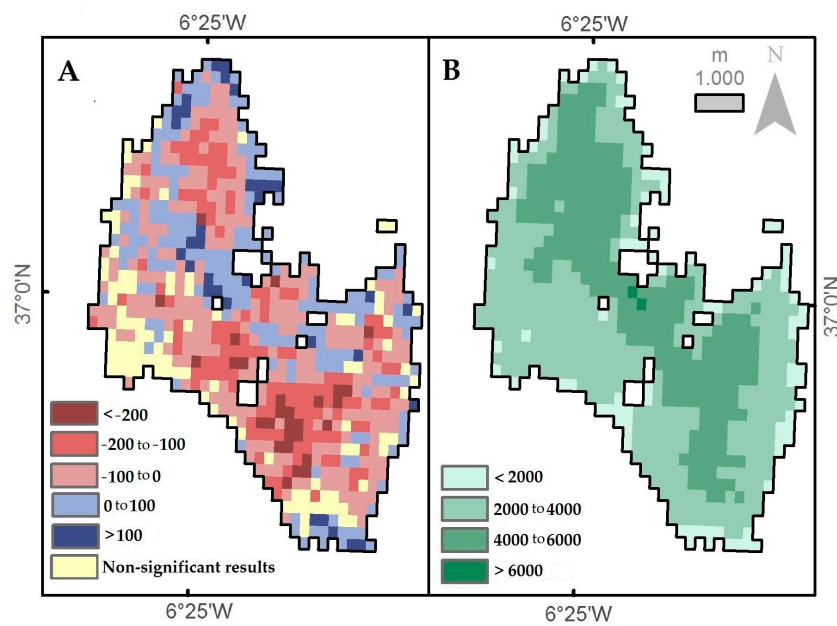 6°25'W
6°25'W
A
B
m
1.000
N
37°0'N
37°0'N
<-200
-200 to -100
-100 to 0
0 to 100
>100
Non-significant results
< 2000
2000 to 4000
4000 to 6000
> 6000
6°25'W
6°25'W